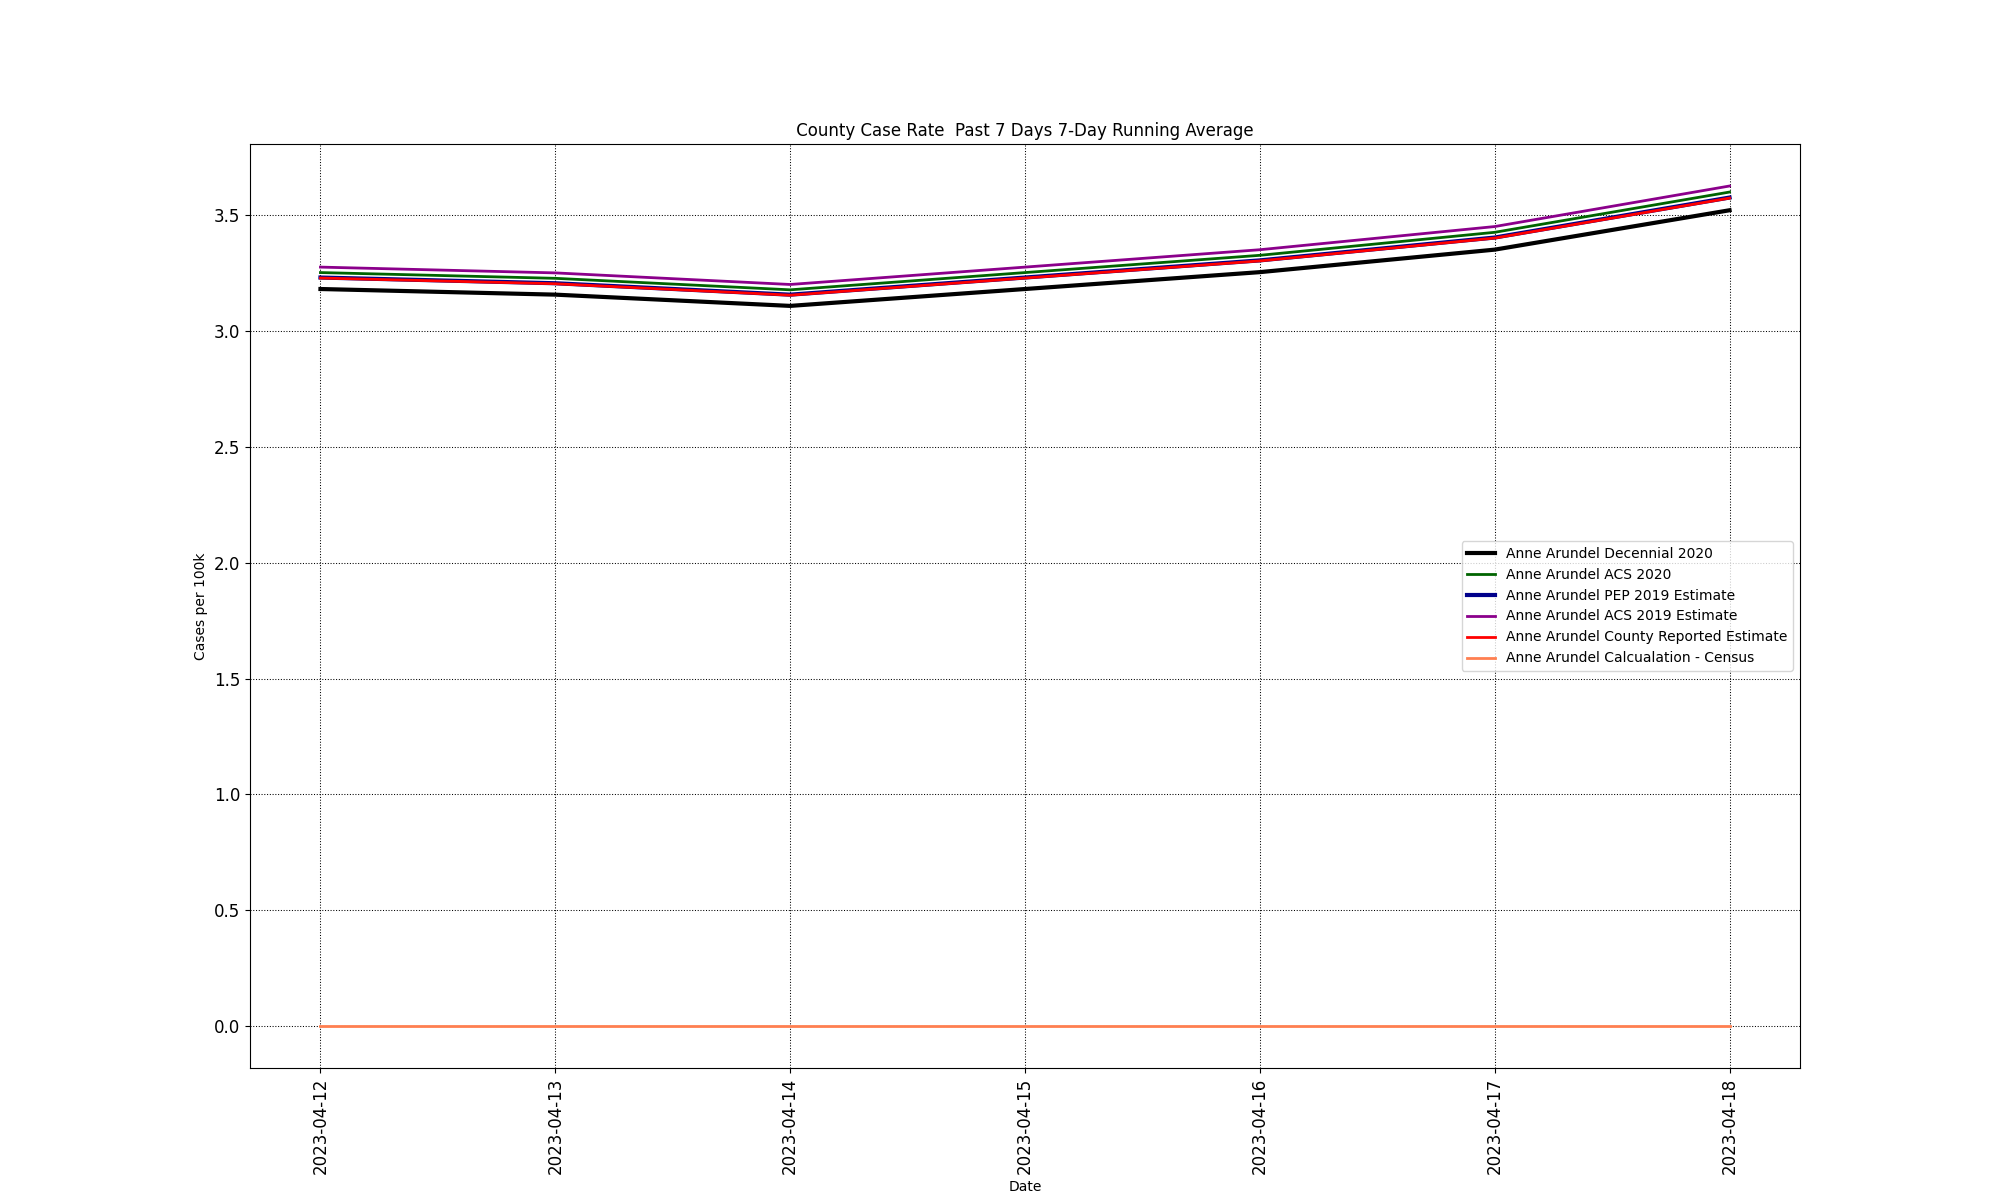 County Case Rate  Past 7 Days 7-Day Running Average
3.5
3.0
2.5
2.0
1.5
1.0
0.5
0.0
Cases per 100k
Anne Arundel Decennial 2020
Anne Arundel ACS 2020
Anne Arundel PEP 2019 Estimate
Anne Arundel ACS 2019 Estimate
Anne Arundel County Reported Estimate
Anne Arundel Calcualation - Census
2023-04-12
2023-04-13
2023-04-14
2023-04-15
2023-04-16
2023-04-17
2023-04-18
Date